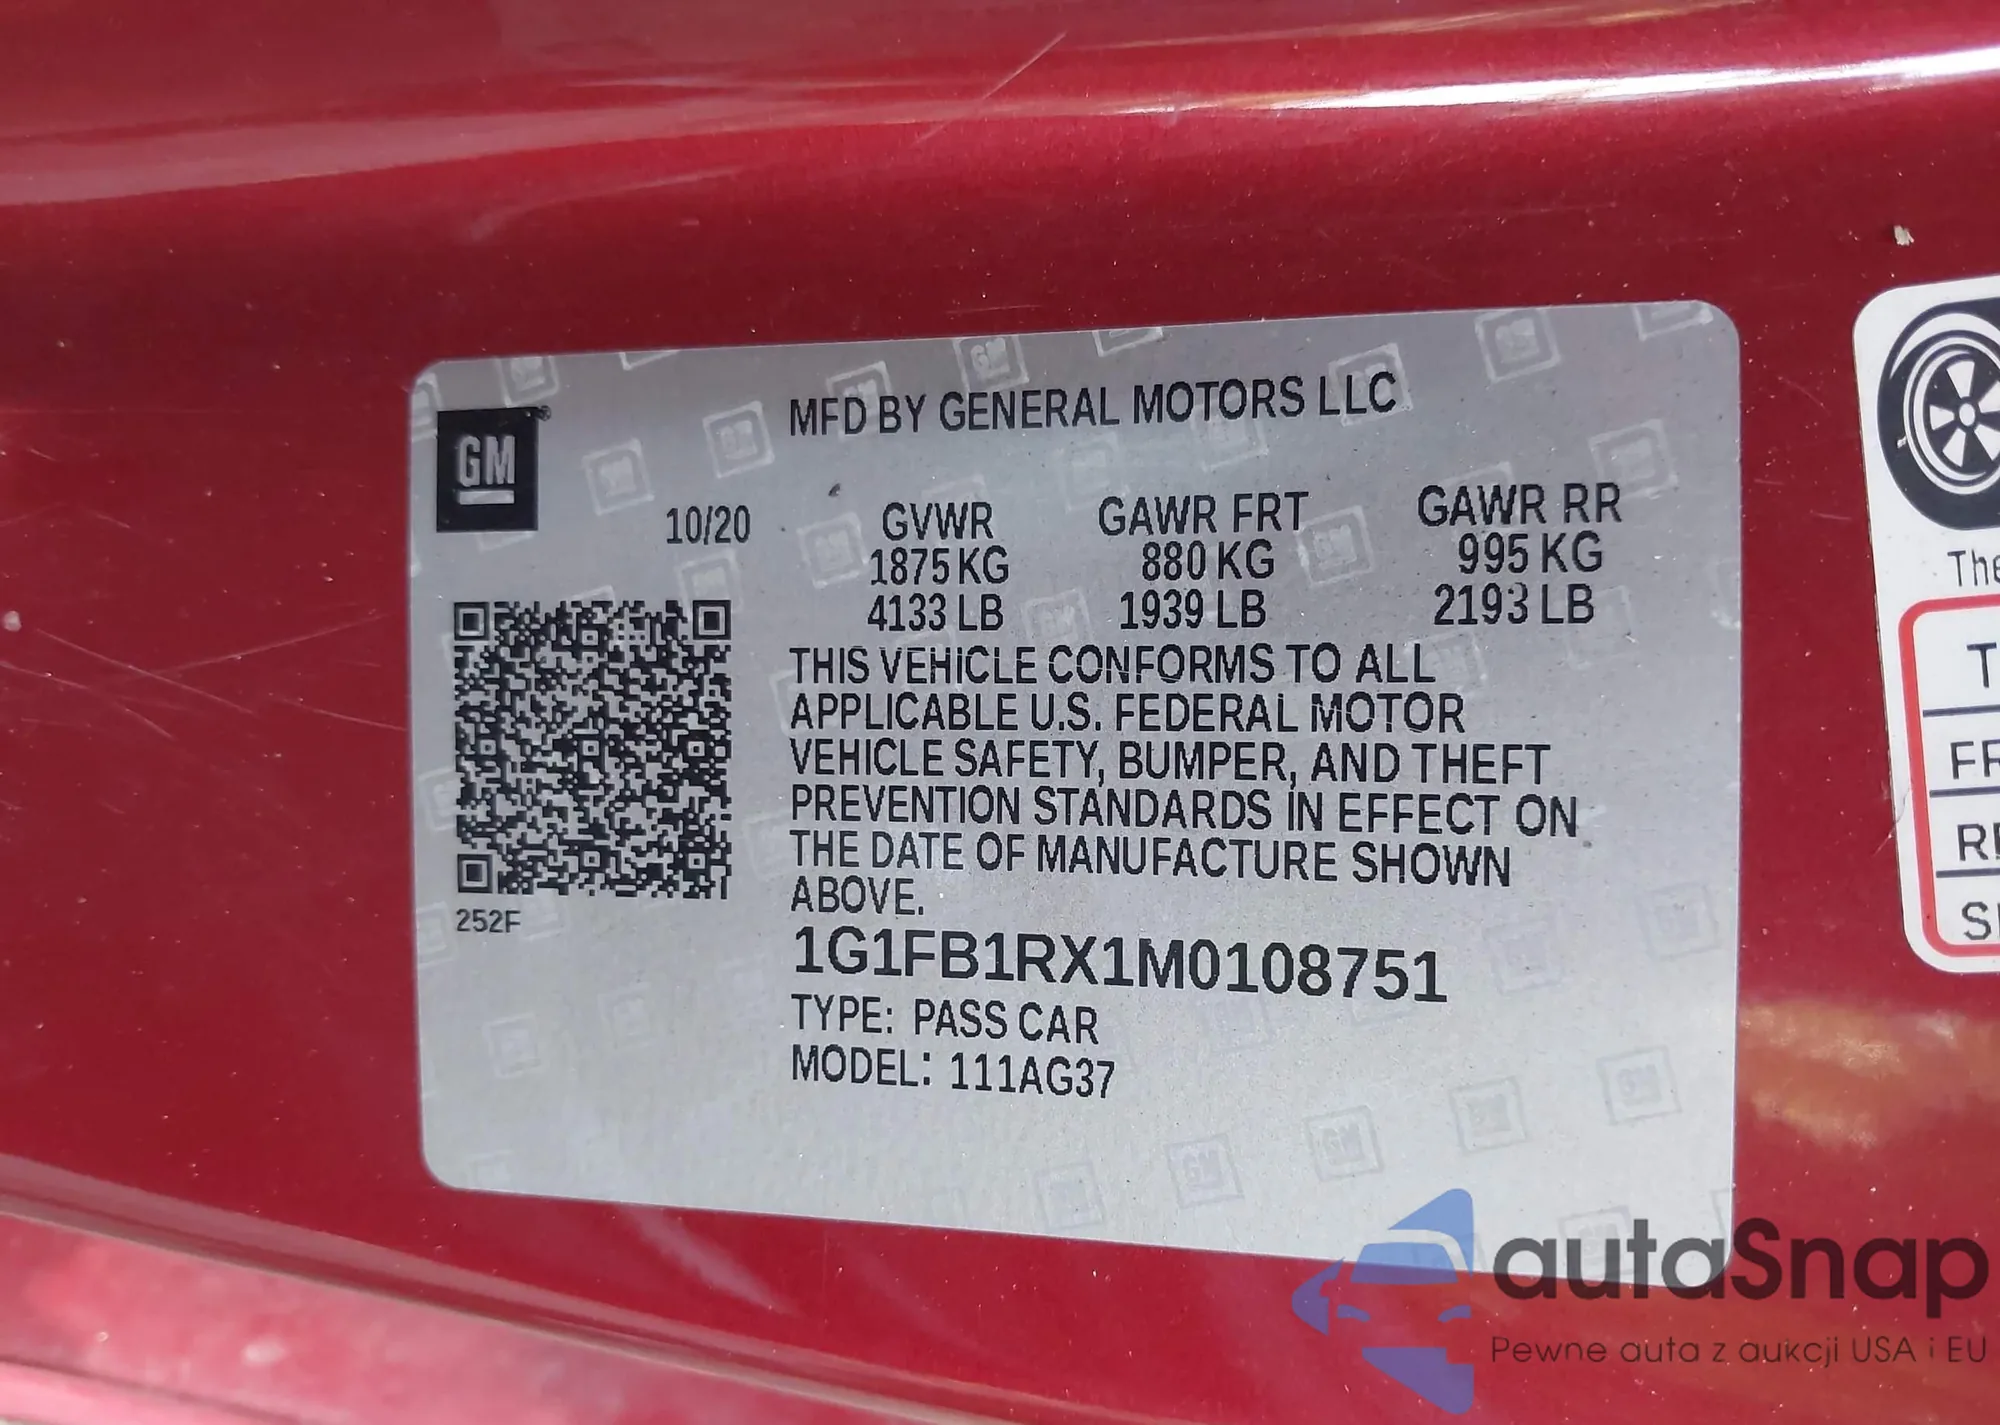 MFD BY GENERAL MOTORS LLC
GM
10/20
GVWR GAWR FRT GAWR RR
1875 KG 880 KG 995 KG
4133 LB 1939 LB 2193 LB
THIS VEHICLE CONFORMS TO ALL
APPLICABLE U.S. FEDERAL MOTOR
VEHICLE SAFETY, BUMPER, AND THEFT
PREVENTION STANDARDS IN EFFECT ON
THE DATE OF MANUFACTURE SHOWN
ABOVE.
252F
1G1FB1RX1M0108751
TYPE: PASS CAR
MODEL: 111AG37
autoSnap
Pewne auta z aukcji USA i EU